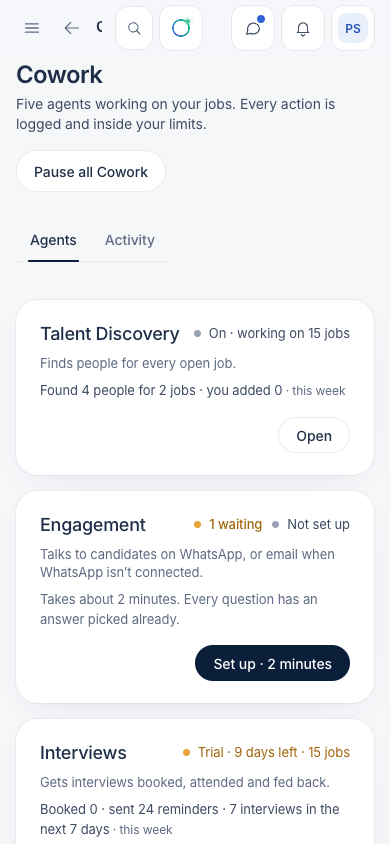 PS
Cowork
Five agents working on your jobs. Every action is
logged and inside your limits.
Pause all Cowork
Agents
Activity
Talent Discovery
On · working on 15 jobs
Finds people for every open job.
Found 4 people for 2 jobs · you added 0 · this week
Open
Engagement
1 waiting
Not set up
Talks to candidates on WhatsApp, or email when
WhatsApp isn’t connected.
Takes about 2 minutes. Every question has an
answer picked already.
Set up · 2 minutes
Interviews
Trial · 9 days left · 15 jobs
Gets interviews booked, attended and fed back.
Booked 0 · sent 24 reminders · 7 interviews in the
next 7 days · this week